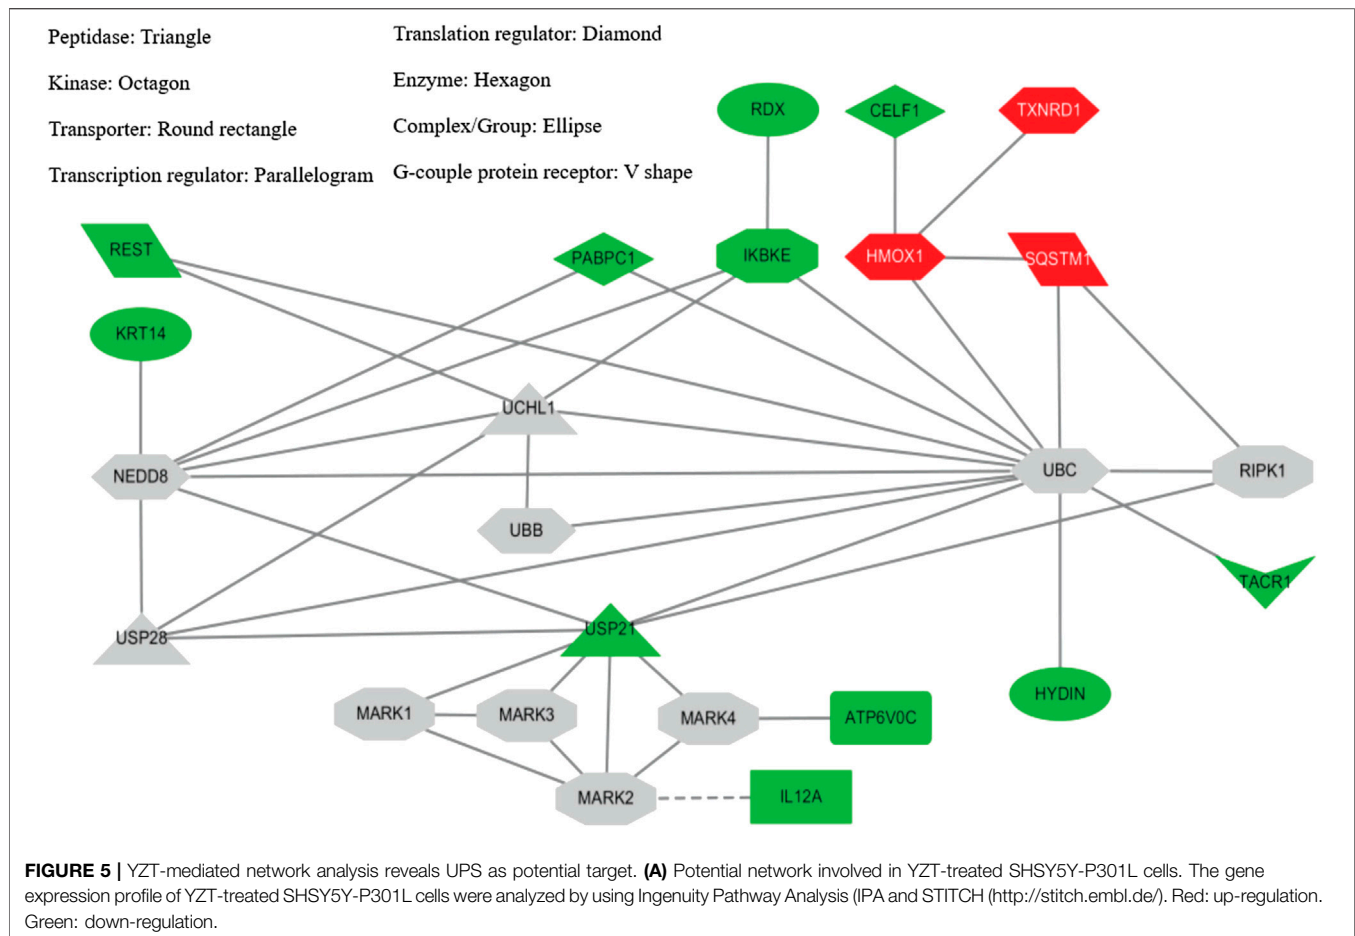 Peptidase: Triangle
Translation regulator: Diamond
Kinase: Octagon
Enzyme: Hexagon
Transporter: Round rectangle
Complex/Group: Ellipse
Transcription regulator: Parallelogram
G-couple protein receptor: V shape
RDX
CELF1
TXNRD1
REST
PABPC1
IKBKE
HMOX1
SQSTM1
KRT14
UCHL1
NEDD8
UBC
RIPK1
UBB
TACR1
USP28
USP21
HYDIN
MARK1
MARK3
MARK4
ATP6V0C
MARK2
IL12A
FIGURE 5 | YZT-mediated network analysis reveals UPS as potential target. (A) Potential network involved in YZT-treated SHSY5Y-P301L cells. The gene
expression profile of YZT-treated SHSY5Y-P301L cells were analyzed by using Ingenuity Pathway Analysis (IPA and STITCH (http://stitch.embl.de/). Red: up-regulation.
Green: down-regulation.